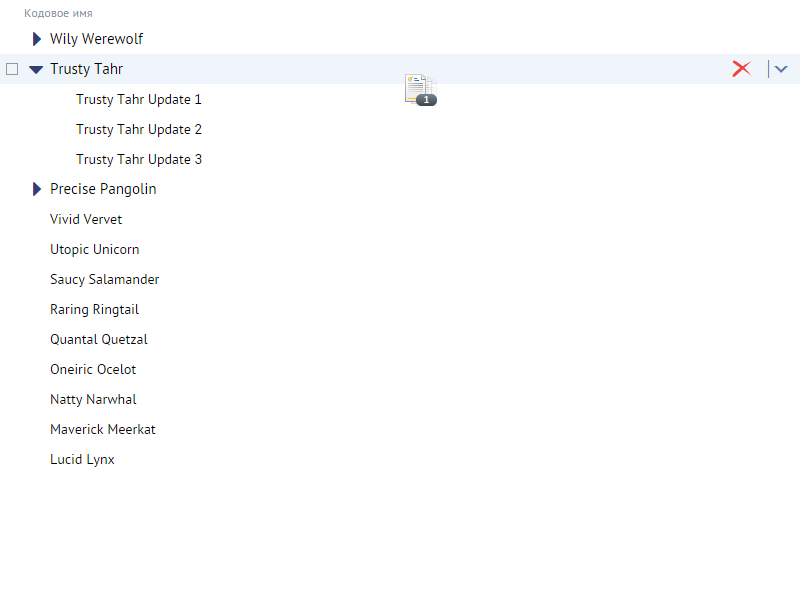 Кодовое имя
Wily Werewolf
Trusty Tahr
1
Trusty Tahr Update 1
Trusty Tahr Update 2
Trusty Tahr Update 3
Precise Pangolin
Vivid Vervet
Utopic Unicorn
Saucy Salamander
Raring Ringtail
Quantal Quetzal
Oneiric Ocelot
Natty Narwhal
Maverick Meerkat
Lucid Lynx